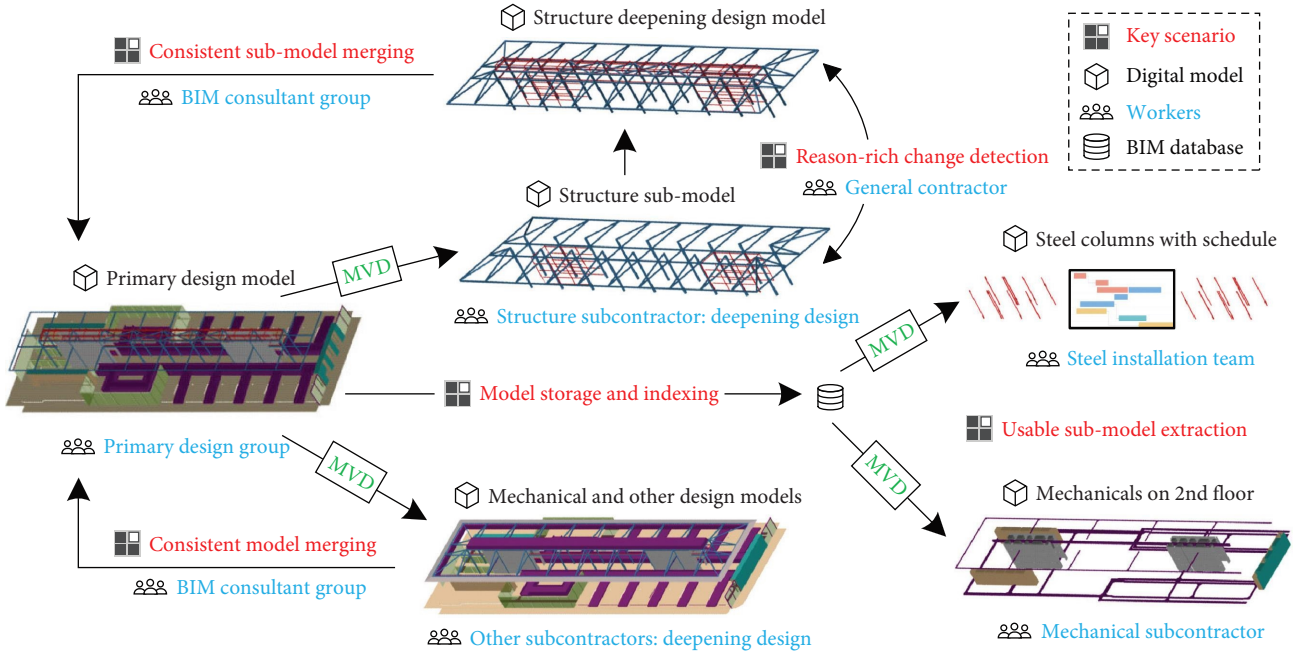 Structure deepening design model
Consistent sub-model merging
BIM consultant group
Key scenario
Digital model
Workers
BIM database
Reason-rich change detection
General contractor
Structure sub-model
Primary design model
MVD
Structure subcontractor: deepening design
Steel columns with schedule
MVD
Steel installation team
Model storage and indexing
Usable sub-model extraction
Primary design group
MVD
MVD
Mechanical and other design models
Mechanicals on 2nd floor
Consistent model merging
BIM consultant group
Other subcontractors: deepening design
Mechanical subcontractor